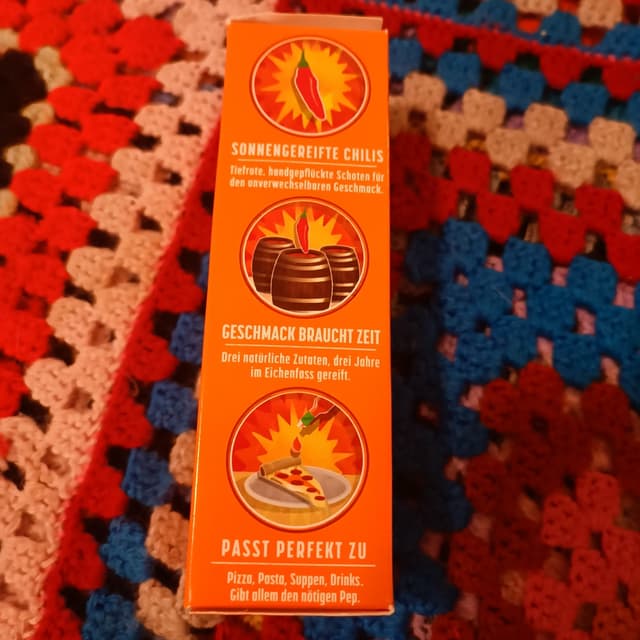 SONNENGEREIFTE CHILIS
Tiefrote, handgepflückte Schoten für
den unverwechselbaren Geschmack.
GESCHMACK BRAUCHT ZEIT
Drei natürliche Zutaten, drei Jahre
im Eichenfass gereift.
PASST PERFEKT ZU
Pizza, Pasta, Suppen, Drinks.
Gibt allem den nötigen Pep.